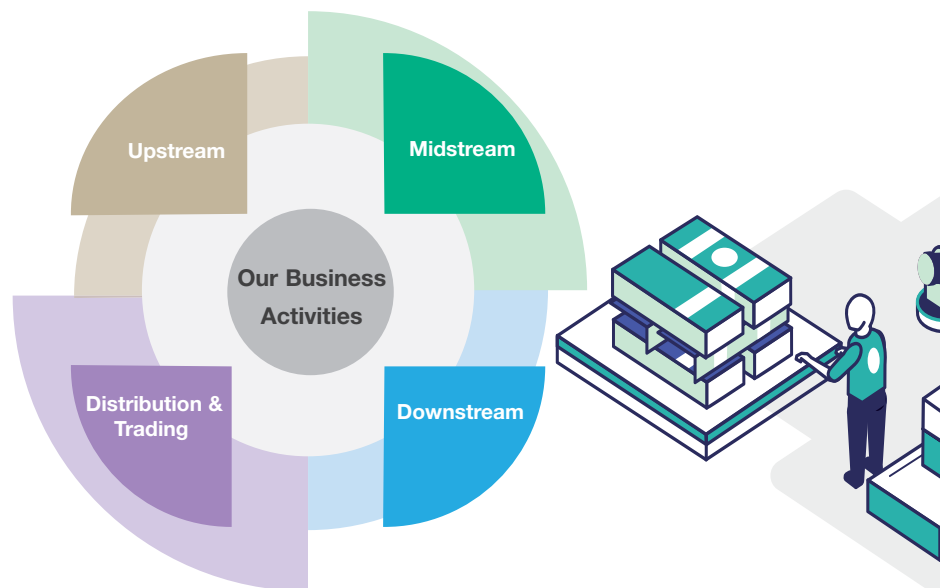 Upstream
Midstream
Our Business
Activities
Distribution &
Trading
Downstream